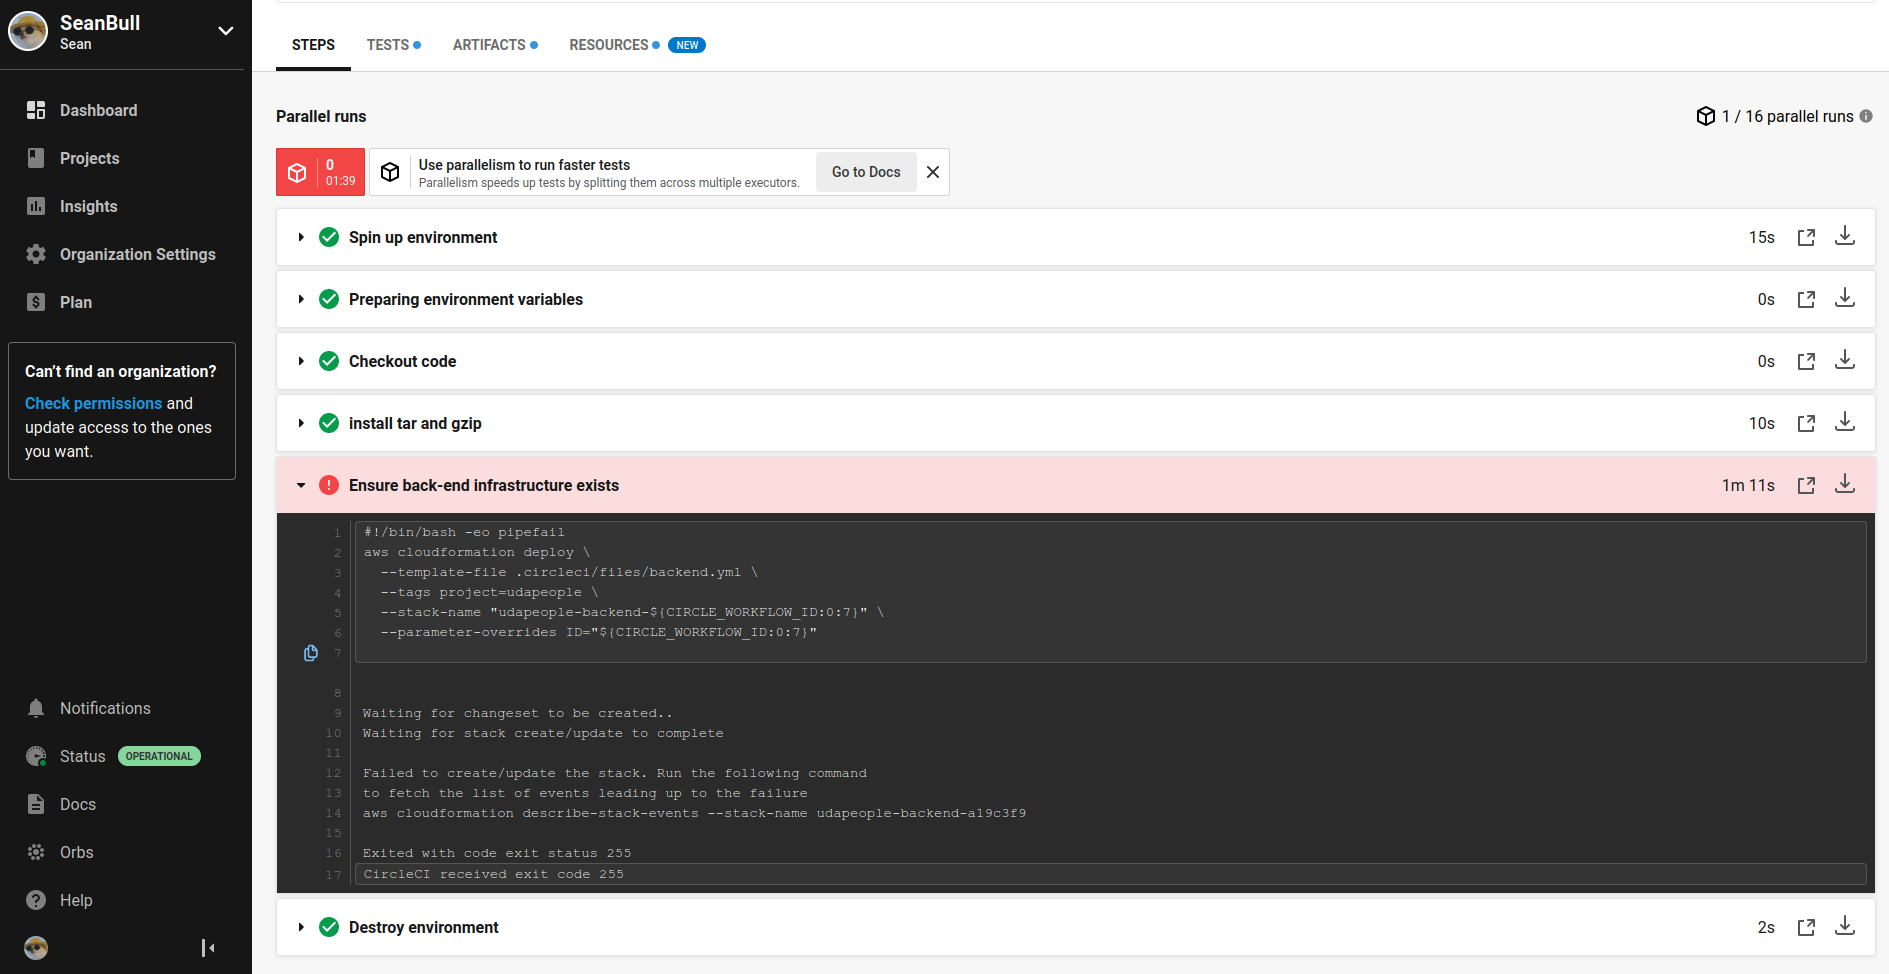 SeanBull
Sean
Dashboard
Projects
Insights
Organization Settings
Plan
Can't find an organization?
Check permissions and
update access to the ones
you want.
Notifications
Status OPERATIONAL
Docs
Orbs
Help
STEPS TESTS ARTIFACTS RESOURCES NEW
Parallel runs
1 / 16 parallel runs
0
01:39
Use parallelism to run faster tests
Parallelism speeds up tests by splitting them across multiple executors.
Go to Docs
Spin up environment 15s
Preparing environment variables 0s
Checkout code 0s
install tar and gzip 10s
Ensure back-end infrastructure exists 1m 11s
1 #!/bin/bash -eo pipefail
2 aws cloudformation deploy \
3 --template-file .circleci/files/backend.yml \
4 --tags project=udapeople \
5 --stack-name "udapeople-backend-${CIRCLE_WORKFLOW_ID:0:7}" \
6 --parameter-overrides ID="${CIRCLE_WORKFLOW_ID:0:7}"
7
8
9 Waiting for changeset to be created..
10 Waiting for stack create/update to complete
11
12 Failed to create/update the stack. Run the following command
13 to fetch the list of events leading up to the failure
14 aws cloudformation describe-stack-events --stack-name udapeople-backend-a19c3f9
15
16 Exited with code exit status 255
17 CircleCI received exit code 255
Destroy environment 2s